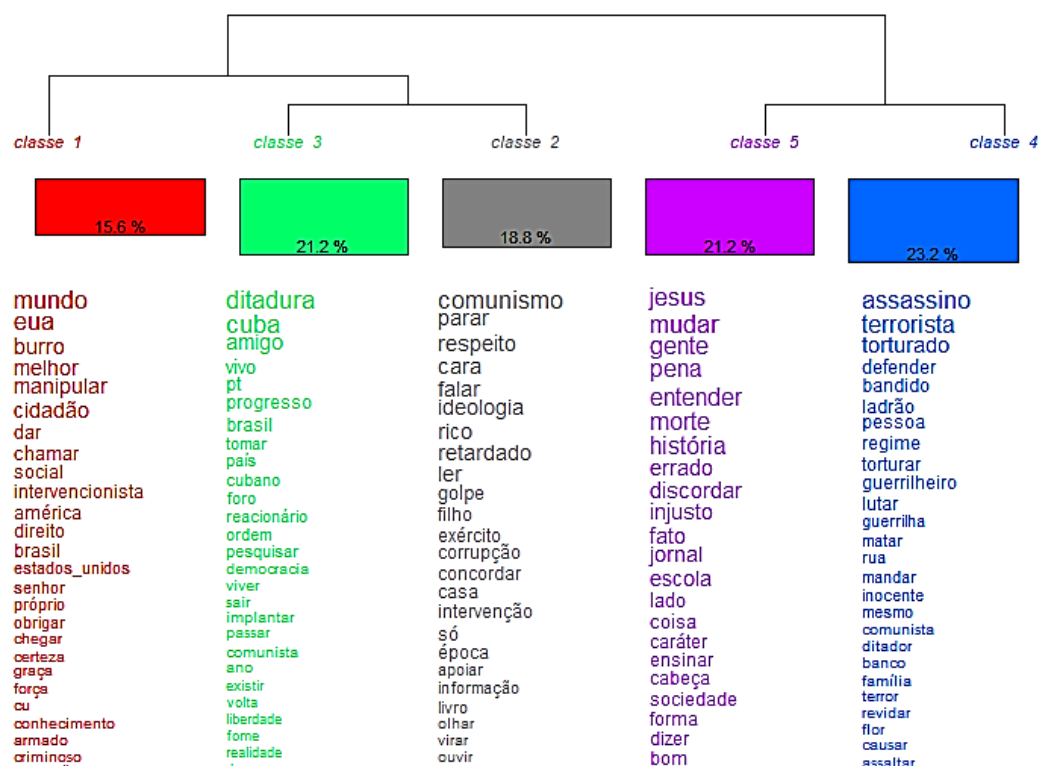 classe 1
classe 3
classe 2
classe 5
classe 4
15.6 %
21.2 %
18.8 %
21.2 %
23.2 %
mundo
eua
burro
melhor
manipular
cidadão
dar
chamar
social
intervencionista
américa
direito
brasil
estados_unidos
senhor
próprio
obrigar
chegar
certeza
graça
força
cu
conhecimento
armado
criminoso
ditadura
cuba
amigo
vivo
pt
progresso
brasil
tomar
país
cubano
foro
reacionário
ordem
pesquisar
democracia
viver
sair
implantar
passar
comunista
ano
existir
volta
liberdade
fome
realidade
comunismo
parar
respeito
cara
falar
ideologia
rico
retardado
ler
golpe
filho
exército
corrupção
concordar
casa
intervenção
só
época
apoiar
informação
livro
olhar
virar
ouvir
jesus
mudar
gente
pena
entender
morte
história
errado
discordar
injusto
fato
jornal
escola
lado
coisa
caráter
ensinar
cabeça
sociedade
forma
dizer
bom
assassino
terrorista
torturado
defender
bandido
ladrão
pessoa
regime
torturar
guerrilheiro
lutar
guerrilha
matar
rua
mandar
inocente
mesmo
comunista
ditador
banco
família
terror
revidar
flor
causar
assaltar